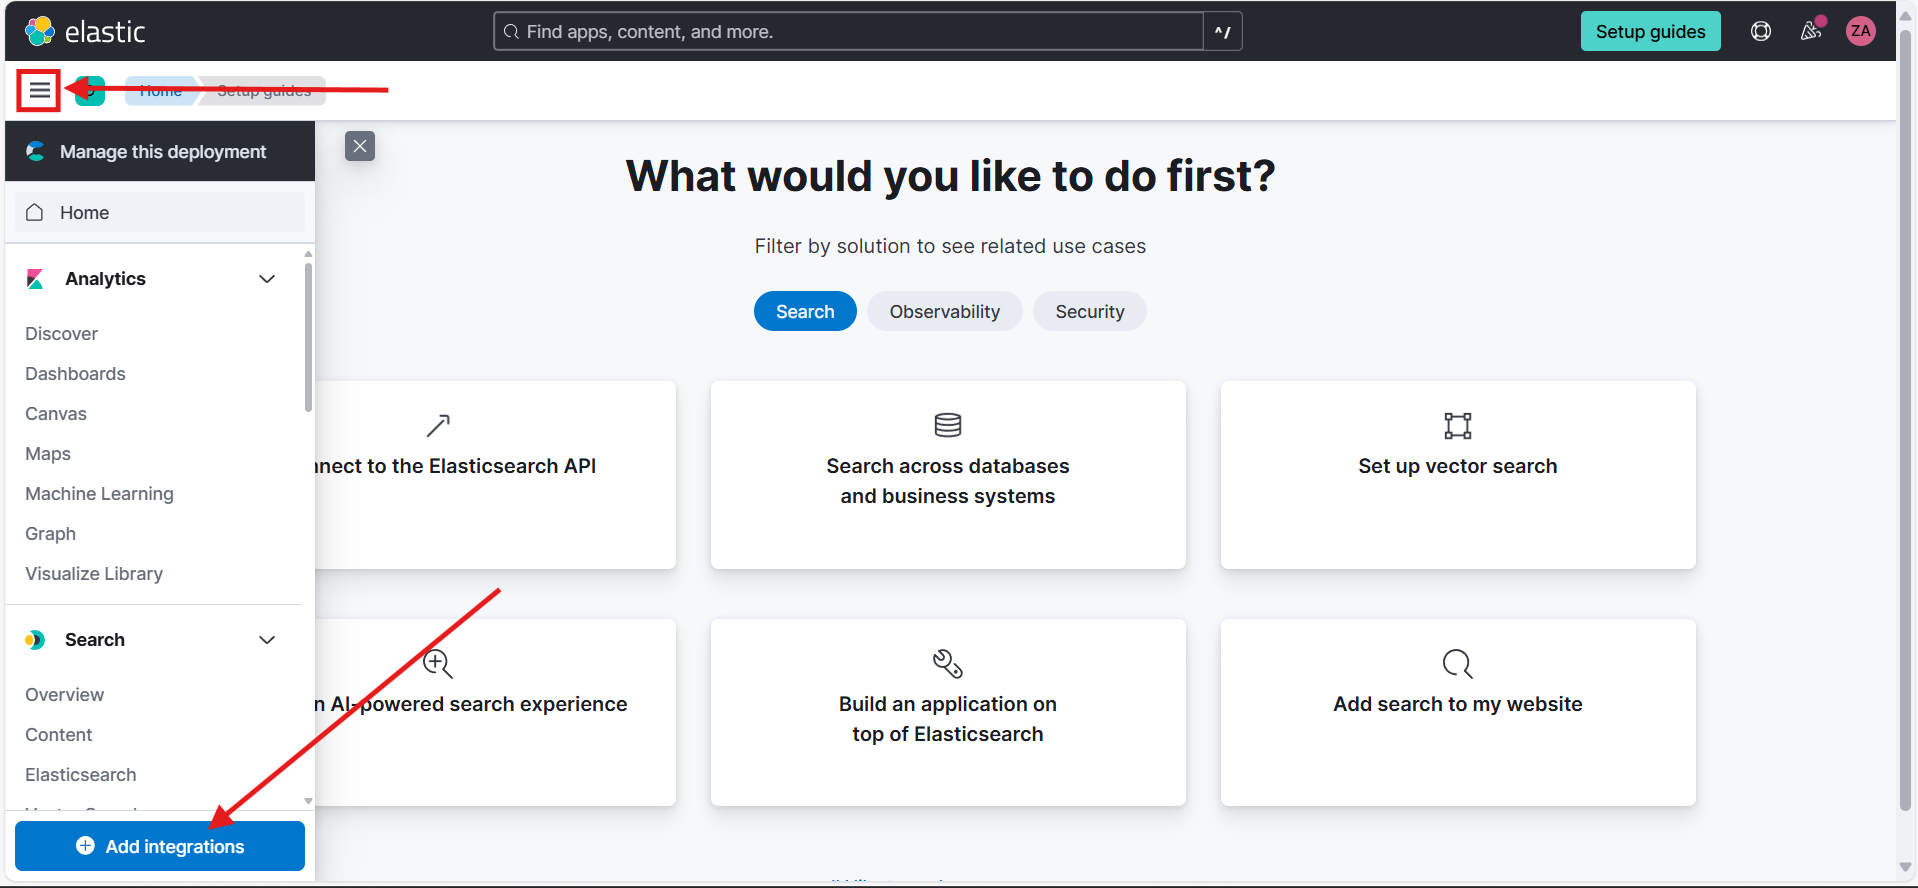 elastic
Find apps, content, and more.
^/
Setup guides
ZA
Home
Setup guides
Manage this deployment
Home
Analytics
Discover
Dashboards
Canvas
Maps
Machine Learning
Graph
Visualize Library
Search
Overview
Content
Elasticsearch
Add integrations
What would you like to do first?
Filter by solution to see related use cases
Search
Observability
Security
nnect to the Elasticsearch API
Search across databases
and business systems
Set up vector search
n AI-powered search experience
Build an application on
top of Elasticsearch
Add search to my website